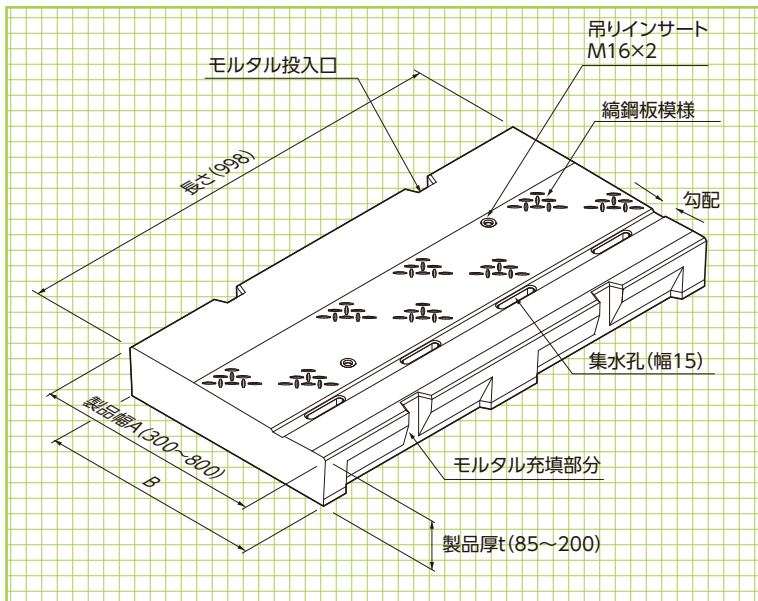 吊りインサート
M16×2
モルタル投入口
縞鋼板模様
長さ(998)
勾配
集水孔(幅15)
製品幅A(300~800)
モルタル充填部分
B
製品厚t(85~200)